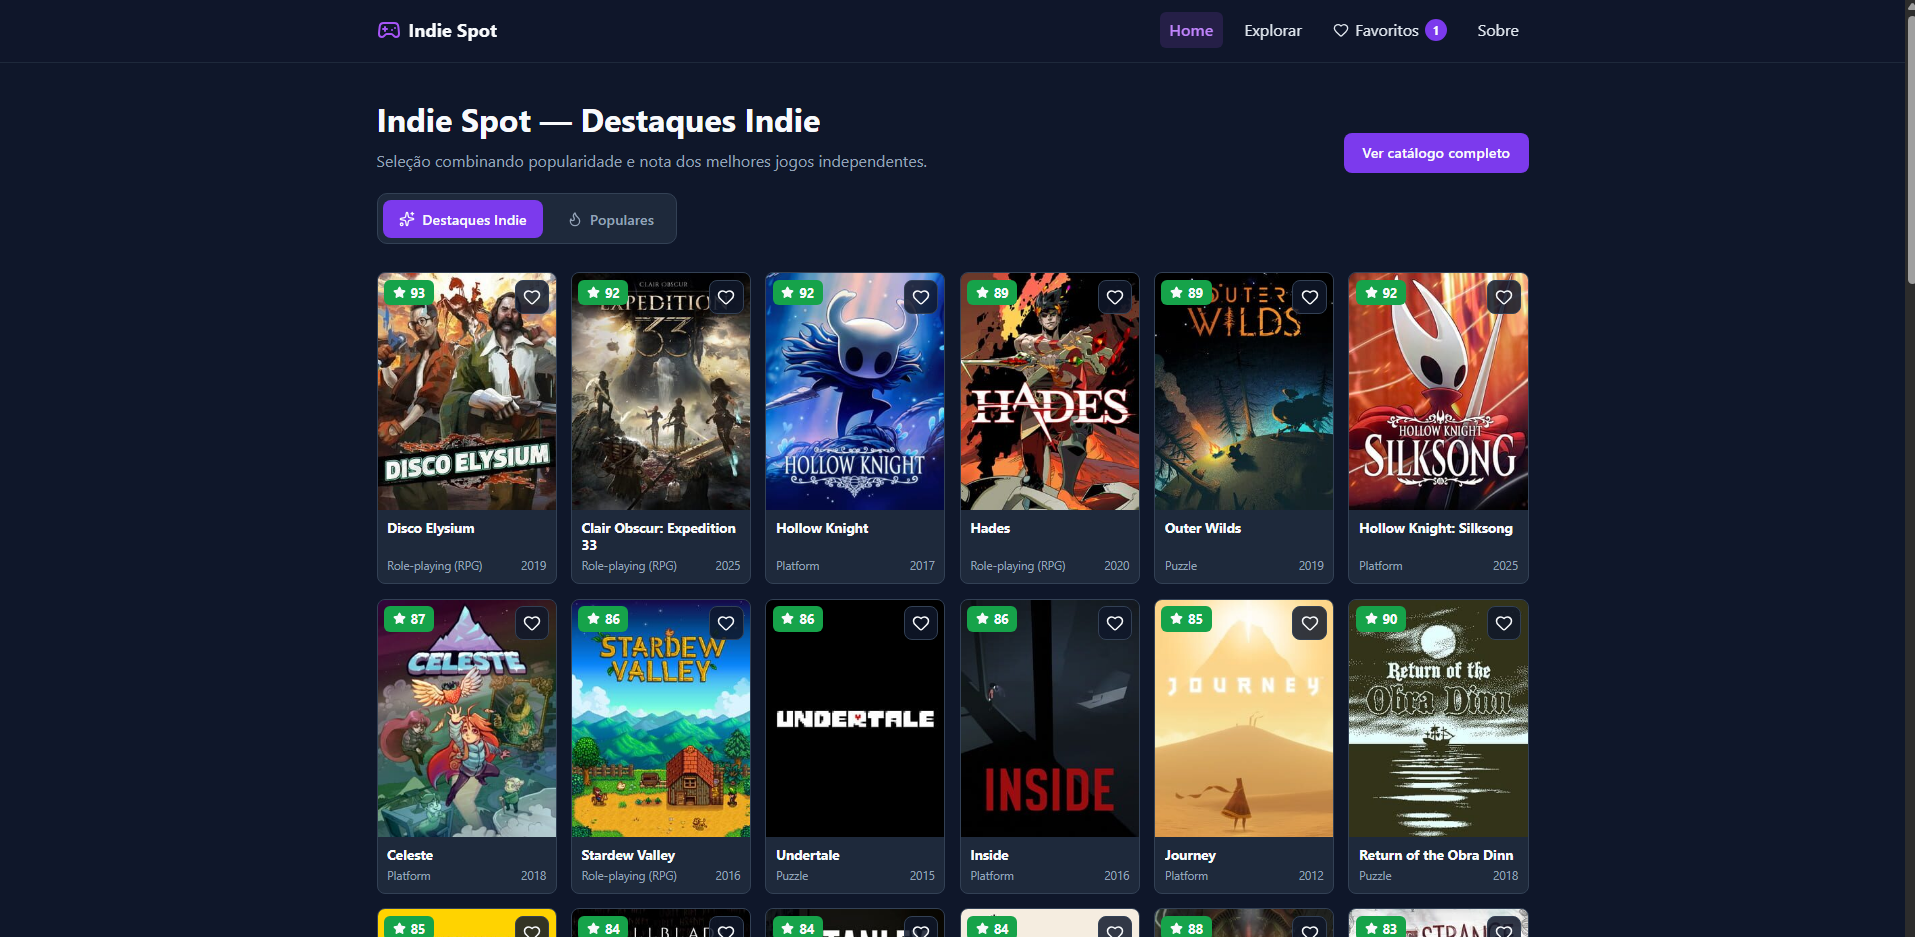 Indie Spot
Home
Explorar
Favoritos 1
Sobre
Indie Spot — Destaques Indie
Seleção combinando popularidade e nota dos melhores jogos independentes.
Ver catálogo completo
Destaques Indie
Populares
93
DISCO ELYSIUM
Disco Elysium
Role-playing (RPG) 2019
92
CLAIR OBSCUR
EXPEDITIO
33
Clair Obscur: Expedition
33
Role-playing (RPG) 2025
92
HOLLOW KNIGHT
Hollow Knight
Platform 2017
89
HADES
Hades
Role-playing (RPG) 2020
89
OUTER
WILDS
Outer Wilds
Puzzle 2019
92
HOLLOW KNIGHT
SILKSONG
Hollow Knight: Silksong
Platform 2025
87
CELESTE
Celeste
Platform 2018
86
STARDEW
VALLEY
Stardew Valley
Role-playing (RPG) 2016
86
UNDERTALE
Undertale
Puzzle 2015
86
INSIDE
Inside
Platform 2016
85
JOURNEY
Journey
Platform 2012
90
Return of the
Obra Dinn
Return of the Obra Dinn
Puzzle 2018
85
84
84
84
88
83